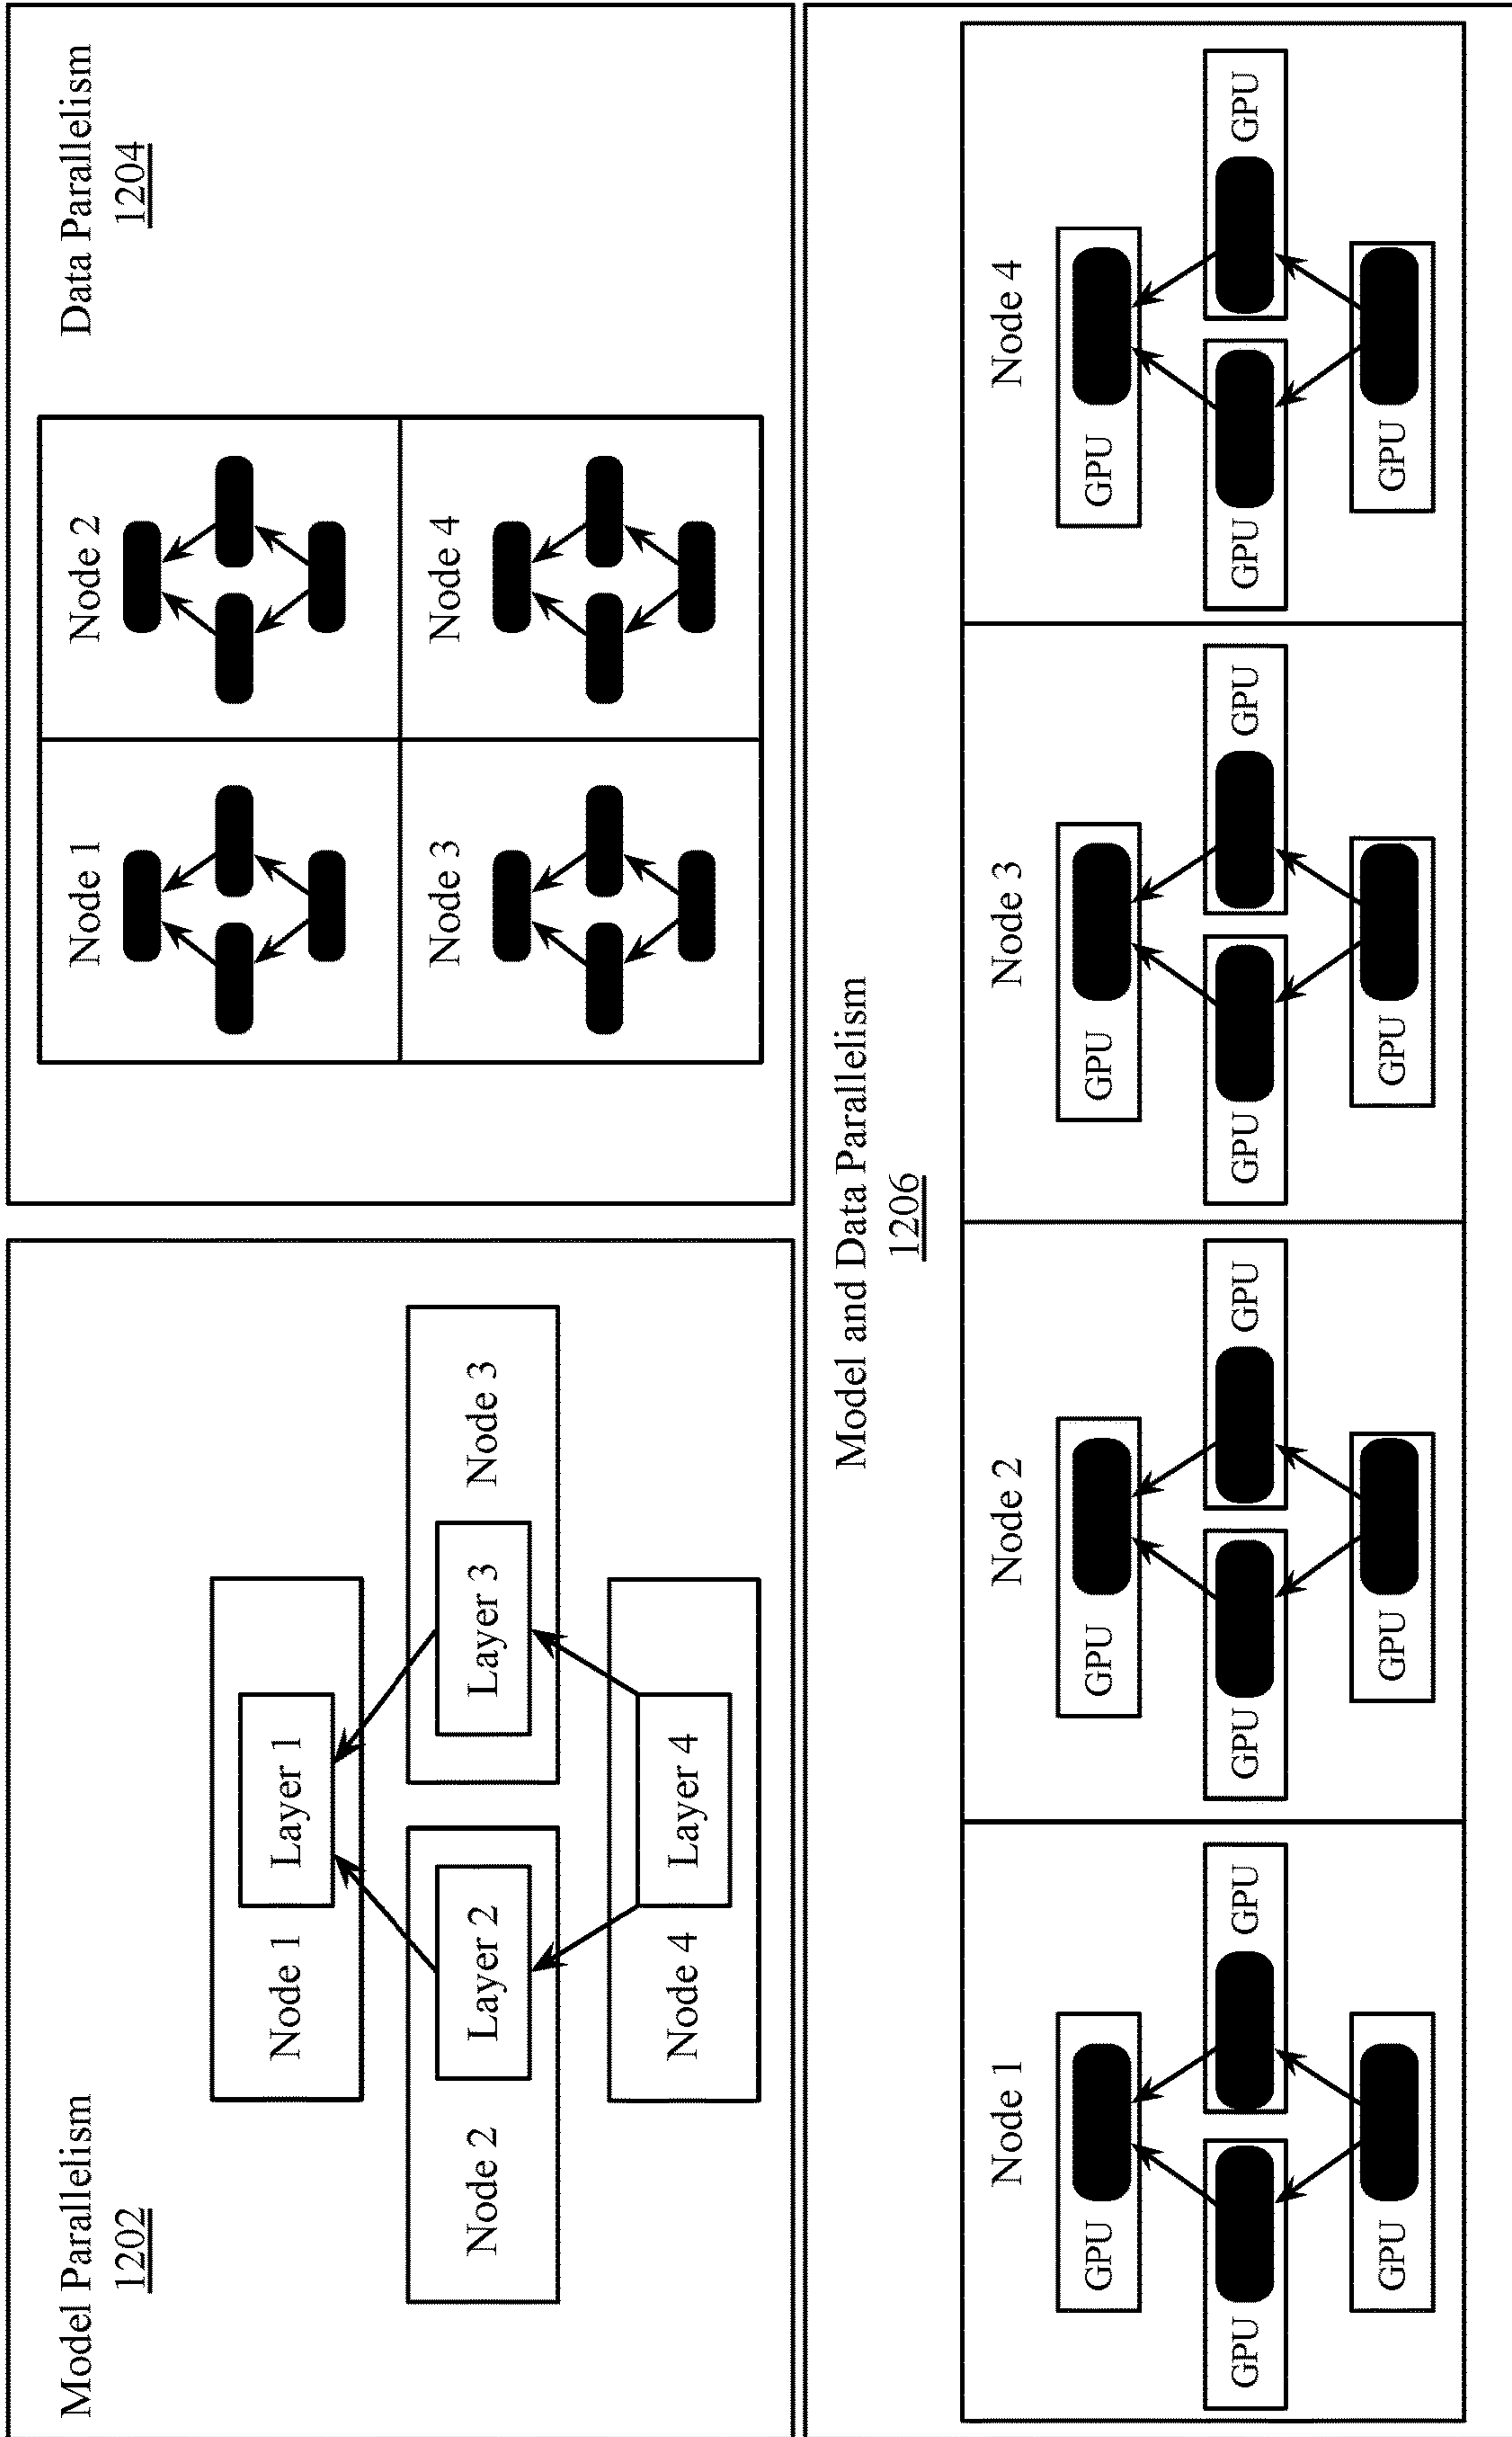 Model Parallelism
1202
Node 1
Layer 1
Node 2
Layer 2
Layer 3
Node 3
Node 4
Layer 4
Data Parallelism
1204
Node 1
Node 2
Node 3
Node 4
Model and Data Parallelism
1206
Node 1
GPU
GPU
GPU
GPU
Node 2
GPU
GPU
GPU
GPU
Node 3
GPU
GPU
GPU
GPU
Node 4
GPU
GPU
GPU
GPU